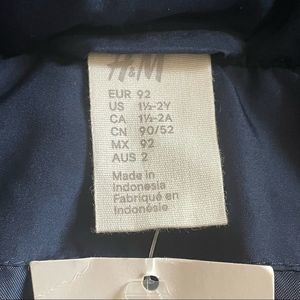 H&M
EUR 92
US 1½-2Y
CA 1½-2A
CN 90/52
MX 92
AUS 2
Made in
Indonesia
Fabriqué en
Indonésie